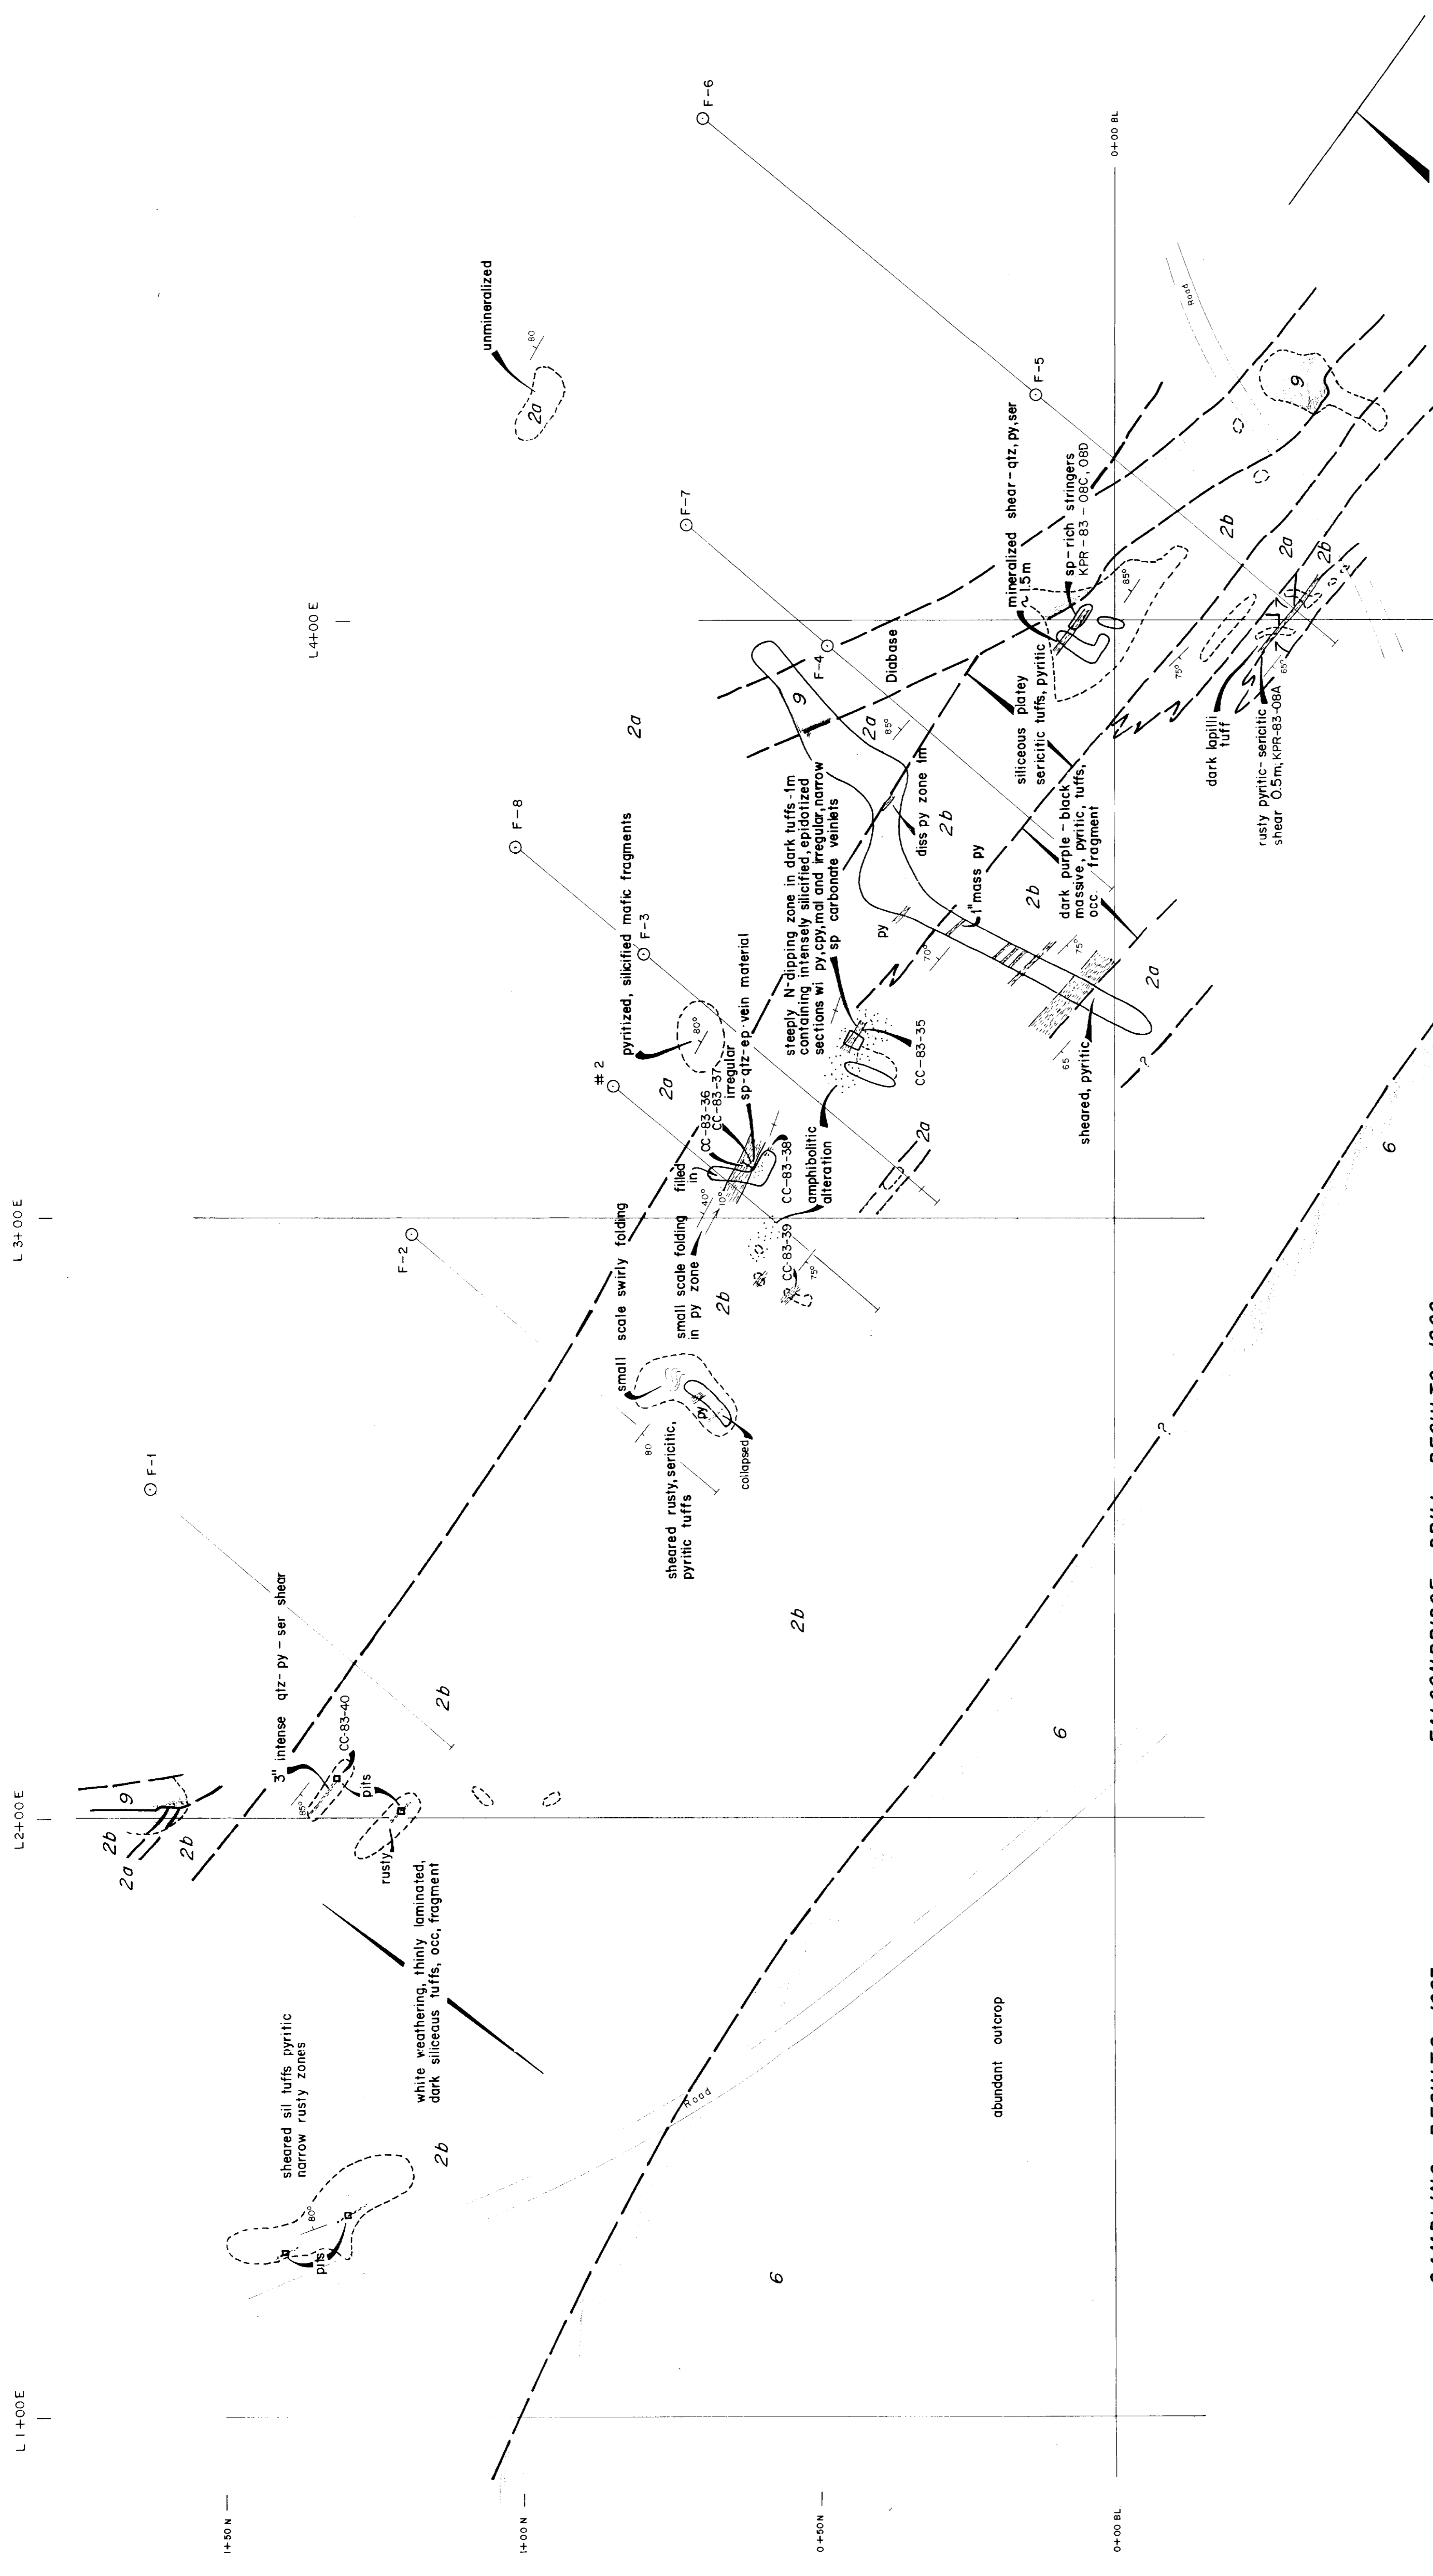 L 1+00E
L2+00E
L 3+00E
L4+00E
1+50N
1+00N
0+50N
0+00 BL
0+00 BL
F-1
F-2
# 2
F-3
F-8
F-7
F-4
F-5
F-6
sheared sil tuffs pyritic
narrow rusty zones
80°
pits
2b
white weathering, thinly laminated,
dark siliceous tuffs, occ, fragment
2b
2a
2b
9
3" intense qtz-py-ser shear
85°
CC-83-40
pits
rusty
2b
Road
6
abundant outcrop
6
2b
?
6
small scale swirly folding
80
py
collapsed
sheared rusty, sericitic,
pyritic tuffs
small scale folding
in py zone
2b
filled
in
40°
10°
CC-83-36
CC-83-37
irregular
sp-qtz-ep-vein material
CC-83-38
CC-83-39
75°
amphibolitic
alteration
2a
2a
pyritized, silicified mafic fragments
80°
steeply N-dipping zone in dark tuffs-1m
containing intensely silicified, epidotized
sections wi py,cpy,mal and irregular,narrow
sp carbonate veinlets
CC-83-35
py
70°
1"mass py
diss py zone 1m
2b
2b
75°
65
sheared, pyritic
2a
?
dark purple-black
massive, pyritic, tuffs,
occ. fragment
2a
9
2a
85°
Diabase
siliceous platey
sericitic tuffs, pyritic
mineralized shear-qtz,py,ser
~1.5m
sp-rich stringers
KPR-83-08C, 08D
85°
unmineralized
2a
80
Road
9
2b
2a
2b
75°
65°
dark lapilli
tuff
rusty pyritic-sericitic
shear 0.5m; KPR-83-08A